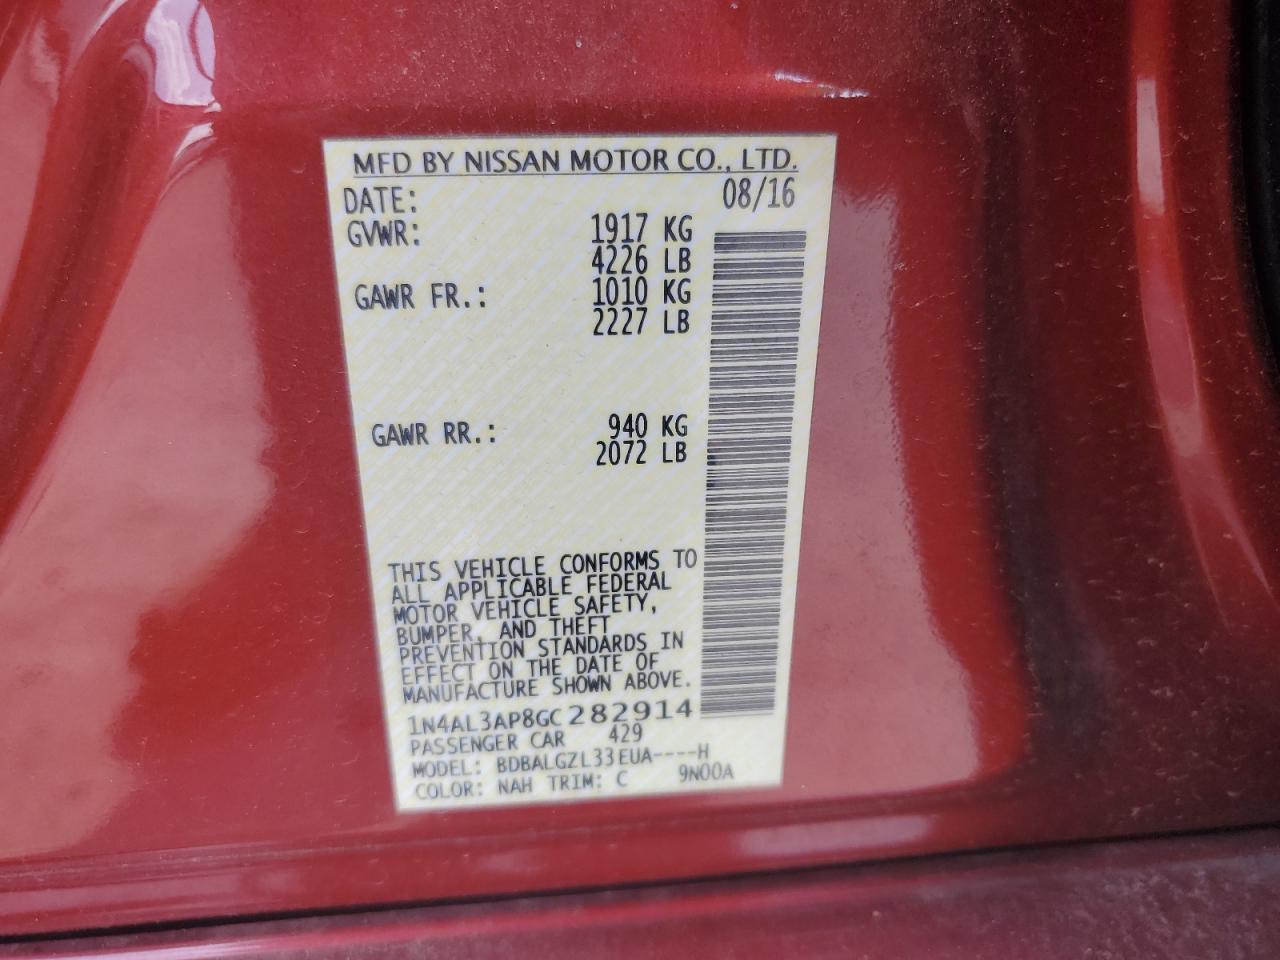 MFD BY NISSAN MOTOR CO., LTD.
DATE: 08/16
GVWR: 1917 KG
4226 LB
GAWR FR.: 1010 KG
2227 LB
GAWR RR.: 940 KG
2072 LB
THIS VEHICLE CONFORMS TO
ALL APPLICABLE FEDERAL
MOTOR VEHICLE SAFETY,
BUMPER, AND THEFT
PREVENTION STANDARDS IN
EFFECT ON THE DATE OF
MANUFACTURE SHOWN ABOVE.
1N4AL3AP8GC282914
PASSENGER CAR 429
MODEL: BDBALGZL33EUA----H
COLOR: NAH TRIM: C 9N00A